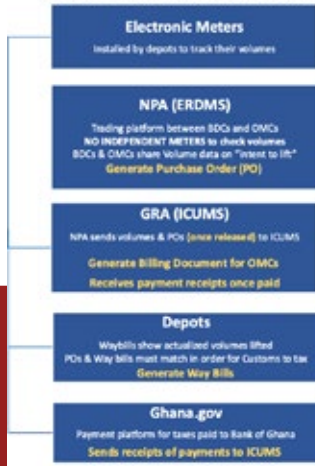 Electronic Meters
Installed by depots to track their volumes
NPA (ERDMS)
Trading platform between BDCs and OMCs
NO INDEPENDENT METERS to check volumes
BDCs & OMCs share Volume data on "intent to lift"
Generate Purchase Order (PO)
GRA (ICUMS)
NPA sends volumes & POs (once released) to ICUMS
Generate Billing Document for OMCs
Receives payment receipts once paid
Depots
Waybills show actualized volumes lifted
POs & Way bills must match in order for Customs to tax
Generate Way Bills
Ghana.gov
Payment platform for taxes paid to Bank of Ghana
Sends receipts of payments to ICUMS